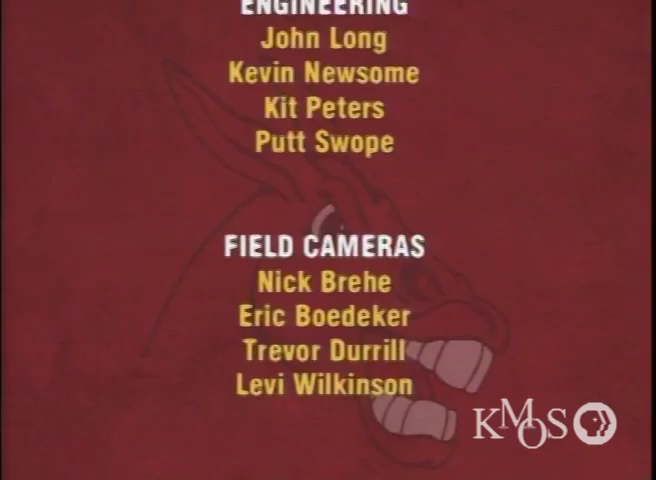 ENGINEERING
John Long
Kevin Newsome
Kit Peters
Putt Swope
FIELD CAMERAS
Nick Brehe
Eric Boedeker
Trevor Durrill
Levi Wilkinson
KMOS